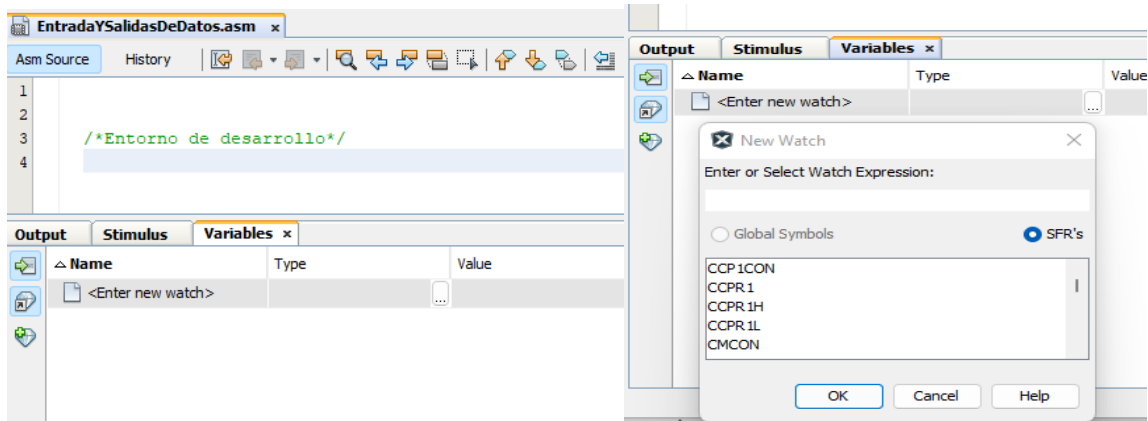 EntradaYSalidasDeDatos.asm x
Asm Source History
1
2
3 /*Entorno de desarrollo*/
4
Output Stimulus Variables x
Name Type Value
<Enter new watch> ...
Output Stimulus Variables x
Name Type Value
<Enter new watch> ...
New Watch
Enter or Select Watch Expression:
Global Symbols SFR's
CCP1CON
CCPR1
CCPR1H
CCPR1L
CMCON
OK Cancel Help